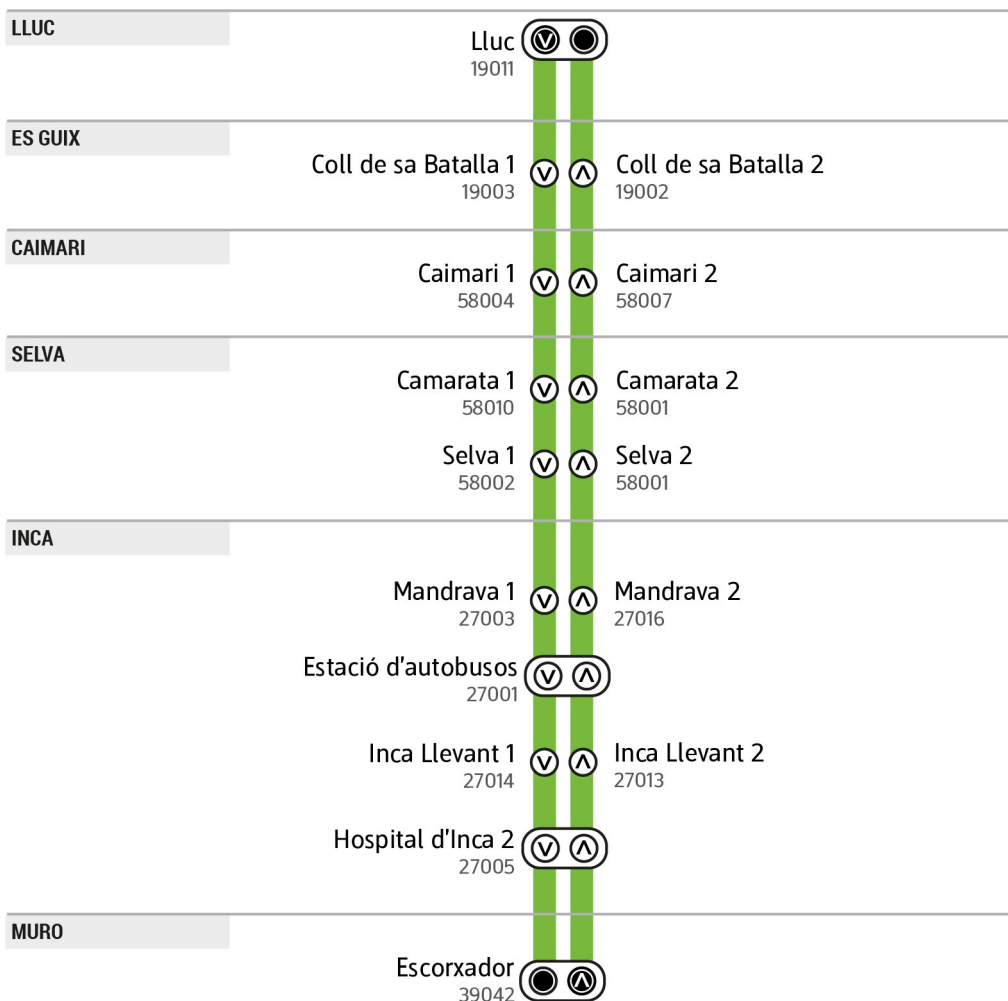 LLUC
Lluc
19011
ES GUIX
Coll de sa Batalla 1
19003
Coll de sa Batalla 2
19002
CAIMARI
Caimari 1
58004
Caimari 2
58007
SELVA
Camarata 1
58010
Camarata 2
58001
Selva 1
58002
Selva 2
58001
INCA
Mandrava 1
27003
Mandrava 2
27016
Estació d'autobusos
27001
Inca Llevant 1
27014
Inca Llevant 2
27013
Hospital d'Inca 2
27005
MURO
Escorxador
39042